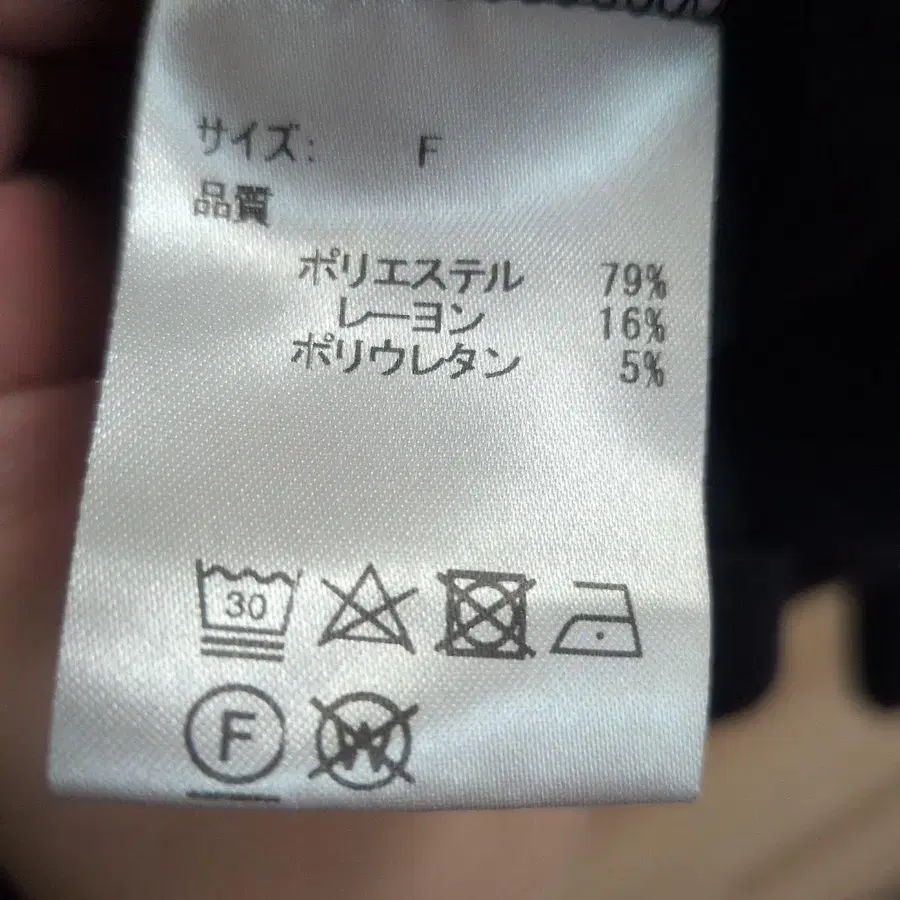 サイズ: F
品質
ポリエステル 79%
レーヨン 16%
ポリウレタン 5%
30
F
W